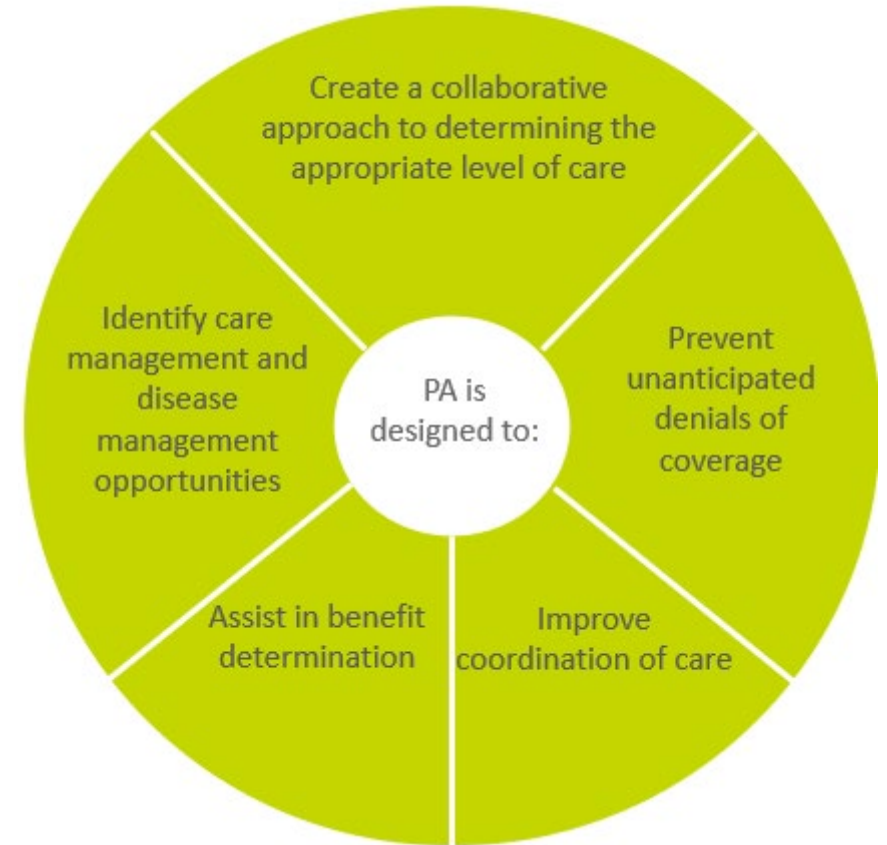 Create a collaborative
approach to determining the
appropriate level of care
Identify care
management and
disease
management
opportunities
PA is
designed to:
Prevent
unanticipated
denials of
coverage
Assist in benefit
determination
Improve
coordination of care